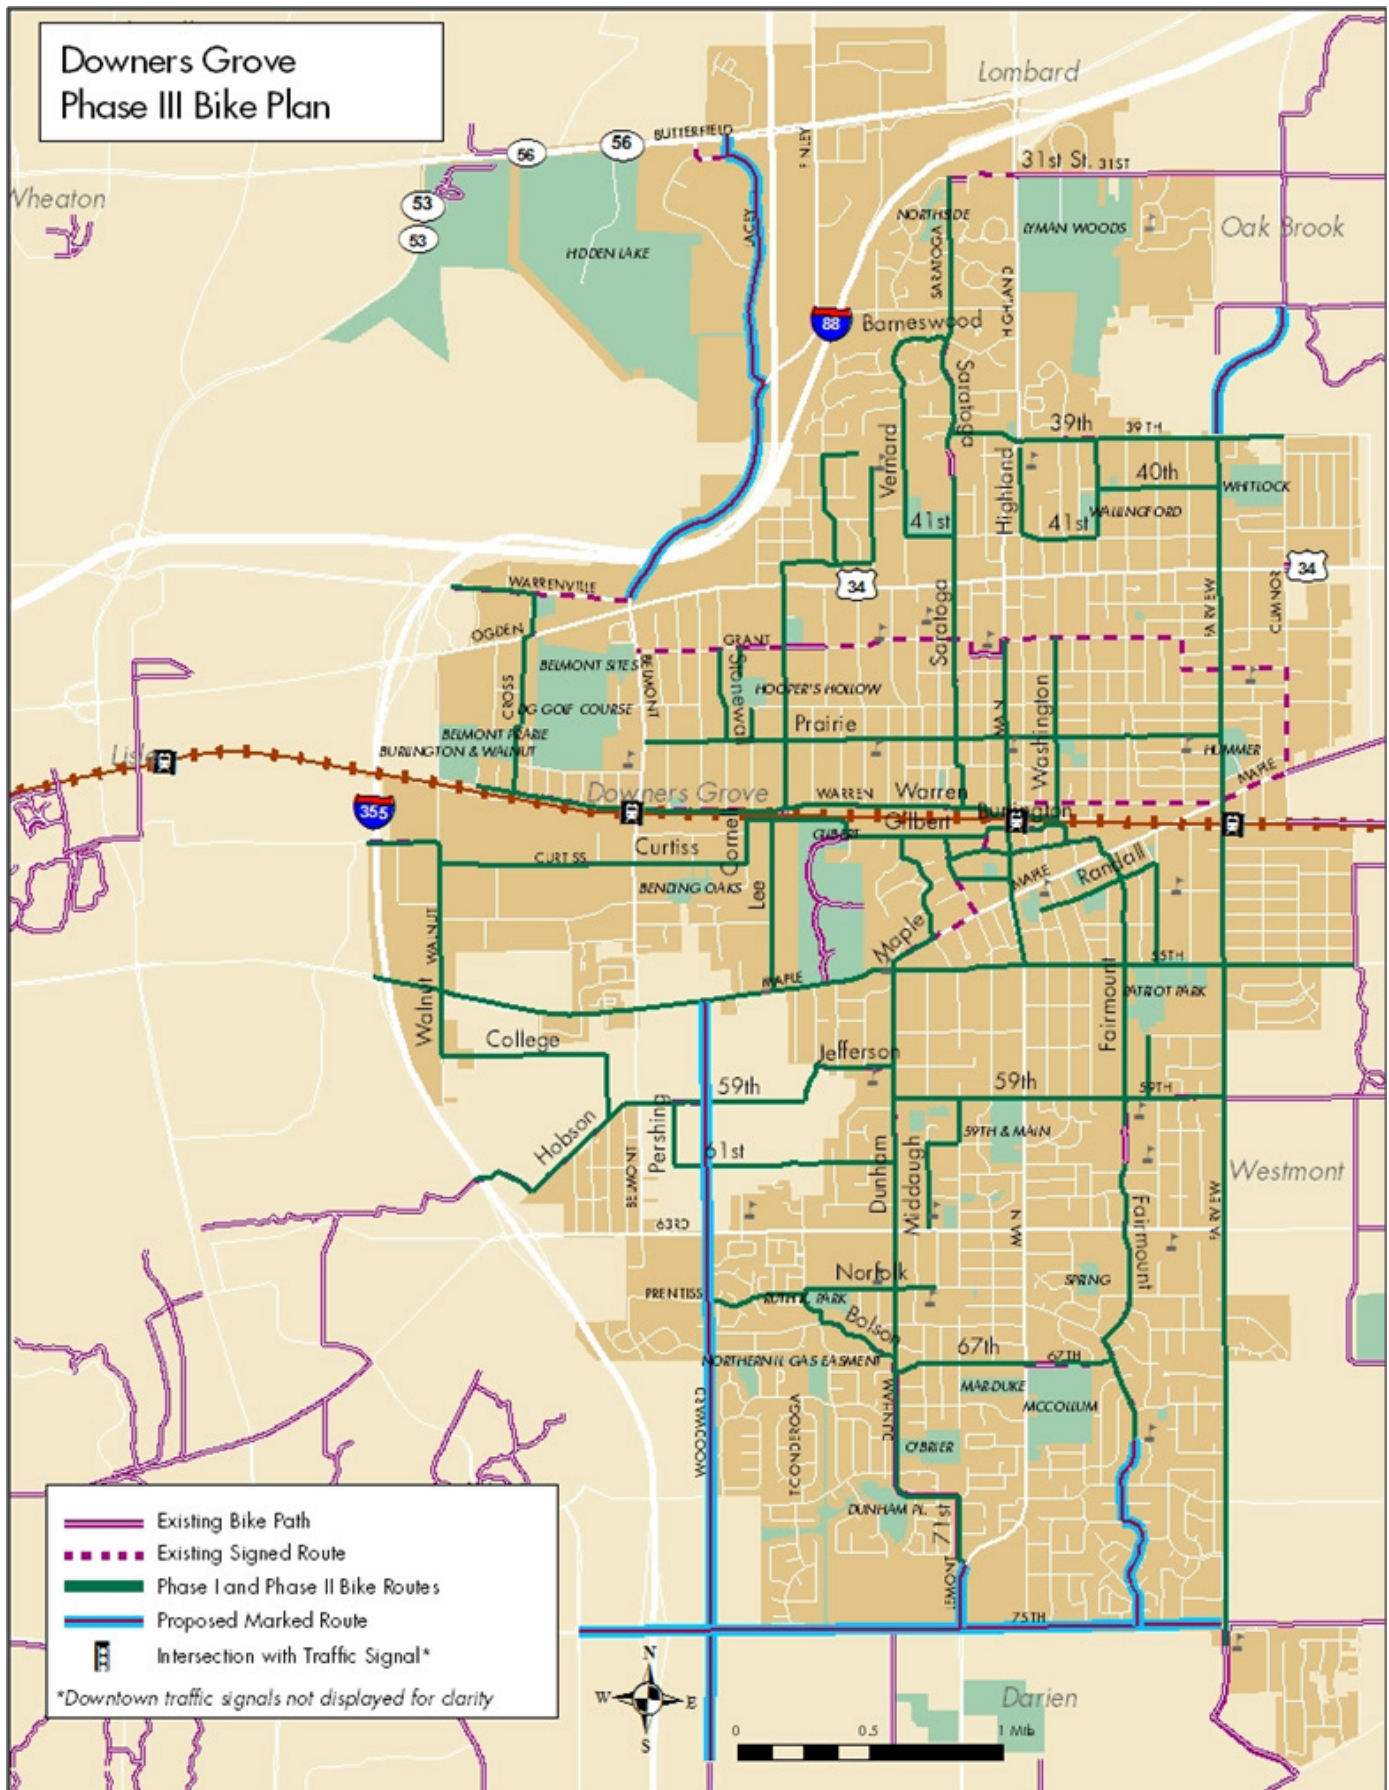 Downers Grove
Phase III Bike Plan
Lombard
BUTTERFIELD
56
56
31st St. 31ST
Wheaton
53
53
NORTHSIDE
LYMAN WOODS
Oak Brook
LACEY
HIDDEN LAKE
SARATOGA
HIGHLAND
88
Barneswood
Saratoga
39th
39 TH
Vernard
Highland
40th
WHITLOCK
41st
41st
WALLINGFORD
34
34
WARRENVILLE
FAIRVIEW
CUMNOR
OGDEN
GRANT
Saratoga
BELMONT SITES
BELMONT
Stonewall
HOOPER'S HOLLOW
CROSS
DG GOLF COURSE
Prairie
MAIN
Washington
BELMONT PRARIE
BURLINGTON & WALNUT
HUMMER
MAPLE
Lisle
Downers Grove
WARREN
Warren
355
Burlington
GILBERT
Gilbert
Curtiss
CURTISS
Cornell
MAPLE
Randall
BENDING OAKS
Lee
WALNUT
Maple
55TH
MAPLE
Walnut
Fairmount
PATRIOT PARK
College
Jefferson
59th
59th
59TH
Hobson
Pershing
61st
Dunham
Middaugh
59TH & MAIN
BELMONT
Westmont
63RD
MAIN
Fairmount
FAIRVIEW
Norfolk
SPRING
PRENTISS
RUTH K. PARK
Bolson
67th
67TH
NORTHERN IL GAS EASMENT
MAR-DUKE
MCCOLLUM
WOODWARD
TCONDEROGA
DUNHAM
O'BRIER
DUNHAM PL.
71st
LEMONT
75TH
Existing Bike Path
Existing Signed Route
Phase I and Phase II Bike Routes
Proposed Marked Route
Intersection with Traffic Signal*
*Downtown traffic signals not displayed for clarity
N
W
E
S
Darien
0
0.5
1 Mile